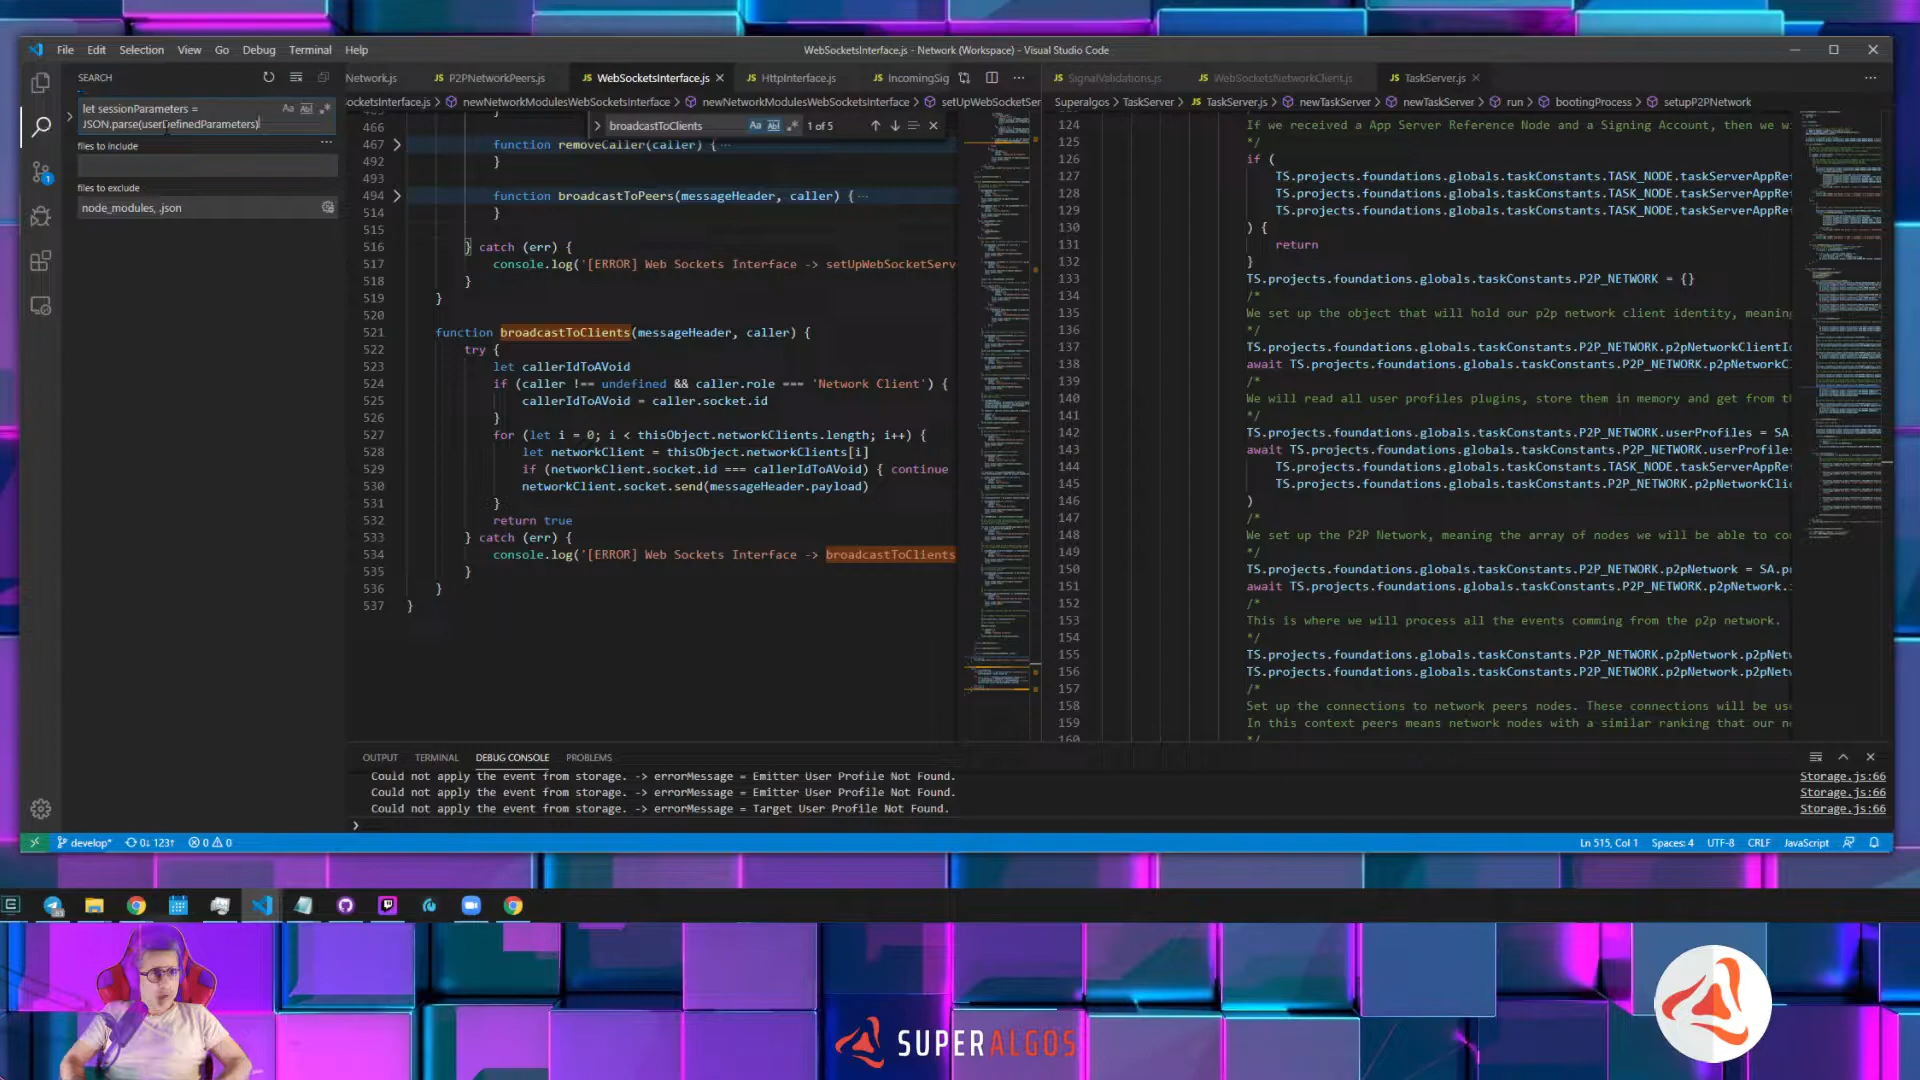 File Edit Selection View Go Debug Terminal Help
WebSocketsInterface.js - Network (Workspace) - Visual Studio Code
SEARCH
let sessionParameters =
JSON.parse(userDefinedParameters)
files to include
files to exclude
node_modules, .json
Network.js P2PNetworkPeers.js WebSocketsInterface.js HttpInterface.js IncomingSig
ocketsInterface.js newNetworkModulesWebSocketsInterface newNetworkModulesWebSocketsInterface setUpWebSocketSer
broadcastToClients 1 of 5
466 }
467 function removeCaller(caller) { ...
492 }
493
494 function broadcastToPeers(messageHeader, caller) { ...
514 }
515
516 } catch (err) {
517 console.log('[ERROR] Web Sockets Interface -> setUpWebSocketServ
518 }
519 }
520
521 function broadcastToClients(messageHeader, caller) {
522 try {
523 let callerIdToAVoid
524 if (caller !== undefined && caller.role === 'Network Client') {
525 callerIdToAVoid = caller.socket.id
526 }
527 for (let i = 0; i < thisObject.networkClients.length; i++) {
528 let networkClient = thisObject.networkClients[i]
529 if (networkClient.socket.id === callerIdToAVoid) { continue
530 networkClient.socket.send(messageHeader.payload)
531 }
532 return true
533 } catch (err) {
534 console.log('[ERROR] Web Sockets Interface -> broadcastToClients
535 }
536 }
537 }
SignalValidations.js WebSocketsNetworkClient.js TaskServer.js
Superalgos TaskServer TaskServer.js newTaskServer newTaskServer run bootingProcess setupP2PNetwork
124 If we received a App Server Reference Node and a Signing Account, then we wi
125 */
126 if (
127 TS.projects.foundations.globals.taskConstants.TASK_NODE.taskServerAppRe
128 TS.projects.foundations.globals.taskConstants.TASK_NODE.taskServerAppRe
129 TS.projects.foundations.globals.taskConstants.TASK_NODE.taskServerAppRe
130 ) {
131 return
132 }
133 TS.projects.foundations.globals.taskConstants.P2P_NETWORK = {}
134 /*
135 We set up the object that will hold our p2p network client identity, meanin
136 */
137 TS.projects.foundations.globals.taskConstants.P2P_NETWORK.p2pNetworkClientI
138 await TS.projects.foundations.globals.taskConstants.P2P_NETWORK.p2pNetworkC
139 /*
140 We will read all user profiles plugins, store them in memory and get from t
141 */
142 TS.projects.foundations.globals.taskConstants.P2P_NETWORK.userProfiles = SA
143 await TS.projects.foundations.globals.taskConstants.P2P_NETWORK.userProfile
144 TS.projects.foundations.globals.taskConstants.TASK_NODE.taskServerAppRe
145 TS.projects.foundations.globals.taskConstants.P2P_NETWORK.p2pNetworkClie
146 )
147 /*
148 We set up the P2P Network, meaning the array of nodes we will be able to co
149 */
150 TS.projects.foundations.globals.taskConstants.P2P_NETWORK.p2pNetwork = SA.p
151 await TS.projects.foundations.globals.taskConstants.P2P_NETWORK.p2pNetwork.
152 /*
153 This is where we will process all the events comming from the p2p network.
154 */
155 TS.projects.foundations.globals.taskConstants.P2P_NETWORK.p2pNetwork.p2pNet
156 TS.projects.foundations.globals.taskConstants.P2P_NETWORK.p2pNetwork.p2pNetw
157 /*
158 Set up the connections to network peers nodes. These connections will be us
159 In this context peers means network nodes with a similar ranking that our n
160 */
OUTPUT TERMINAL DEBUG CONSOLE PROBLEMS
Could not apply the event from storage. -> errorMessage = Emitter User Profile Not Found. Storage.js:66
Could not apply the event from storage. -> errorMessage = Emitter User Profile Not Found. Storage.js:66
Could not apply the event from storage. -> errorMessage = Target User Profile Not Found. Storage.js:66
develop* 0↓ 123↑ 0 0 Ln 515, Col 1 Spaces: 4 UTF-8 CRLF JavaScript
SUPERALGOS